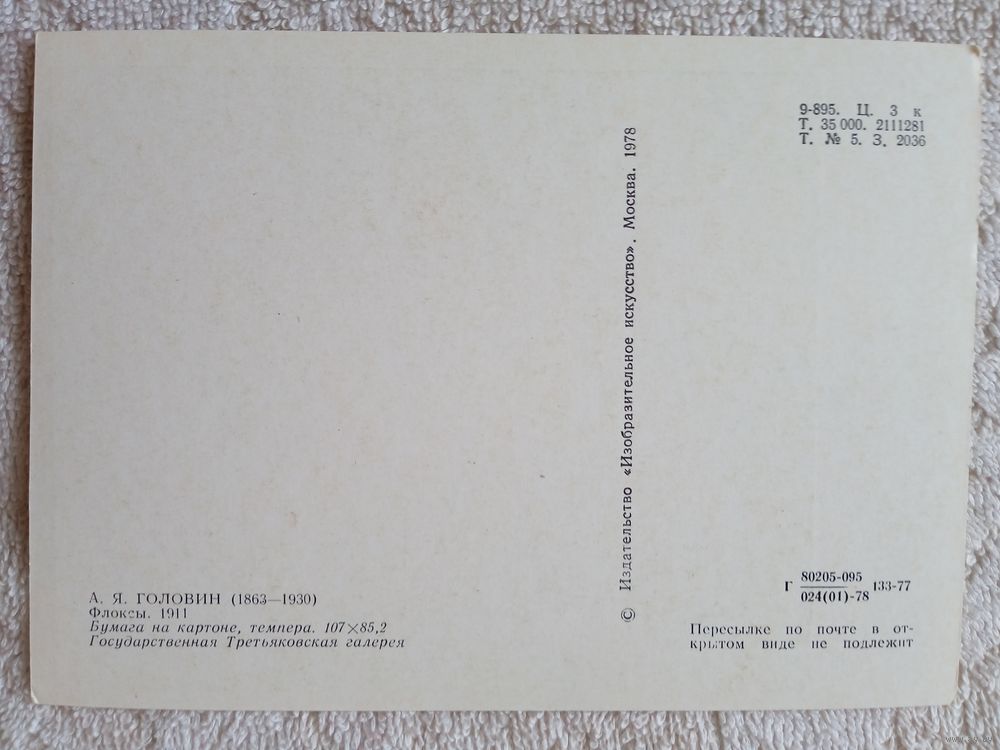 9-895. Ц. 3 к
Т. 35 000. 2111281
Т. № 5. З. 2036
© Издательство «Изобразительное искусство». Москва. 1978
А. Я. ГОЛОВИН (1863—1930)
Флоксы. 1911
Бумага на картоне, темпера. 107×85,2
Государственная Третьяковская галерея
Г 80205-095 133-77
024(01)-78
Пересылке по почте в от-
крытом виде не подлежит